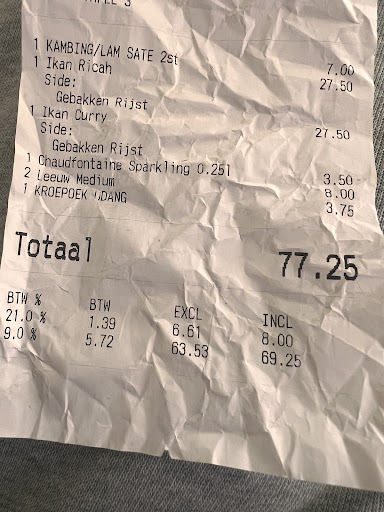 3
1 KAMBING/LAM SATE 2st 7.00
1 Ikan Ricah 27.50
Side:
Gebakken Rijst
1 Ikan Curry 27.50
Side:
Gebakken Rijst
1 Chaudfontaine Sparkling 0.25l 3.50
2 Leeuw Medium 8.00
1 KROEPOEK UDANG 3.75
Totaal 77.25
BTW % BTW EXCL INCL
21.0 % 1.39 6.61 8.00
9.0 % 5.72 63.53 69.25